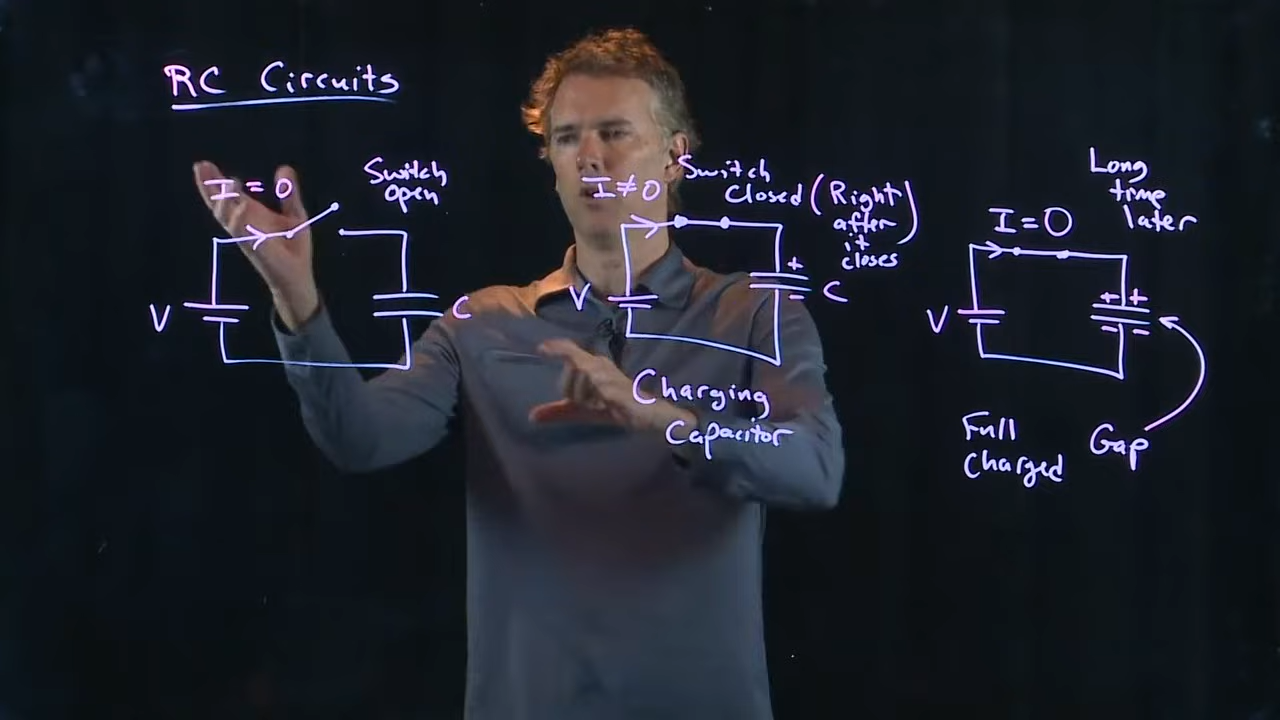 RC Circuits
I = 0
Switch
open
V
C
I ≠ 0
Switch
Closed (Right
after
it
closes)
V
+
-
C
Charging
Capacitor
Long
time
later
I = 0
V
+ +
- -
Full
Charged
Gap